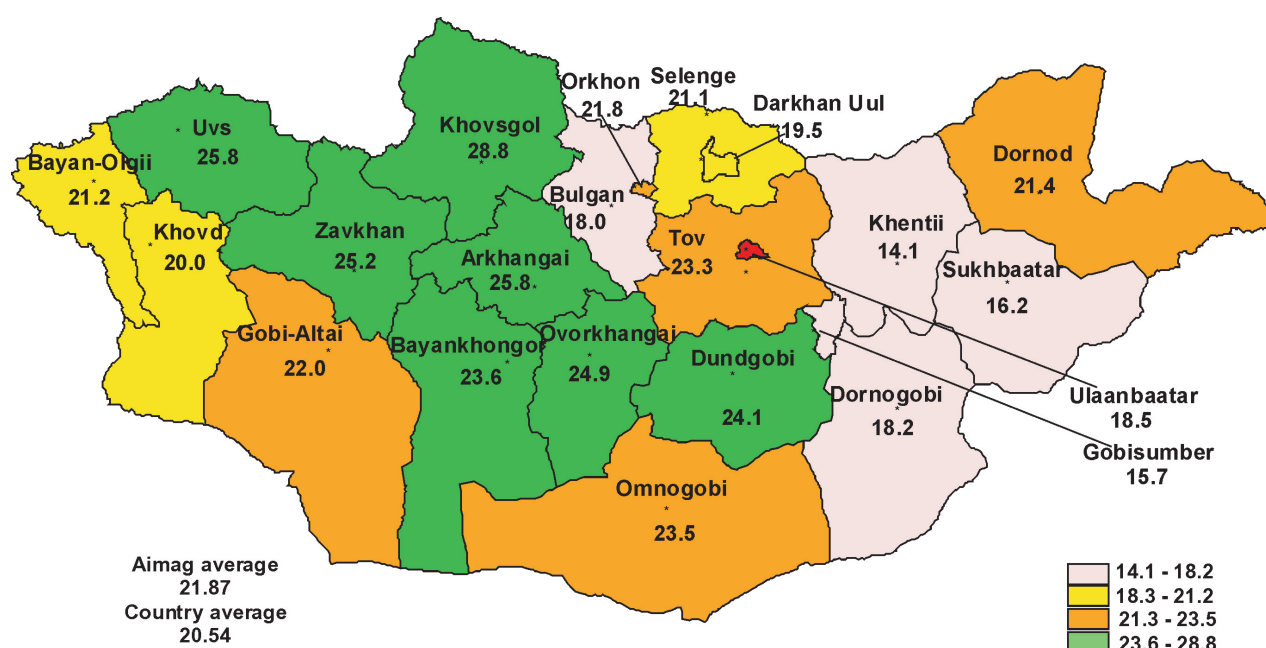 Orkhon
21.8
Selenge
21.1
Darkhan Uul
19.5
Uvs
25.8
Khovsgol
28.8
Bayan-Olgii
21.2
Dornod
21.4
Bulgan
18.0
Khovd
20.0
Zavkhan
25.2
Arkhangai
25.8
Tov
23.3
Khentii
14.1
Sukhbaatar
16.2
Gobi-Altai
22.0
Bayankhongor
23.6
Ovorkhangai
24.9
Dundgobi
24.1
Dornogobi
18.2
Ulaanbaatar
18.5
Gobisumber
15.7
Omnogobi
23.5
Aimag average
21.87
Country average
20.54
14.1 - 18.2
18.3 - 21.2
21.3 - 23.5
23.6 - 28.8